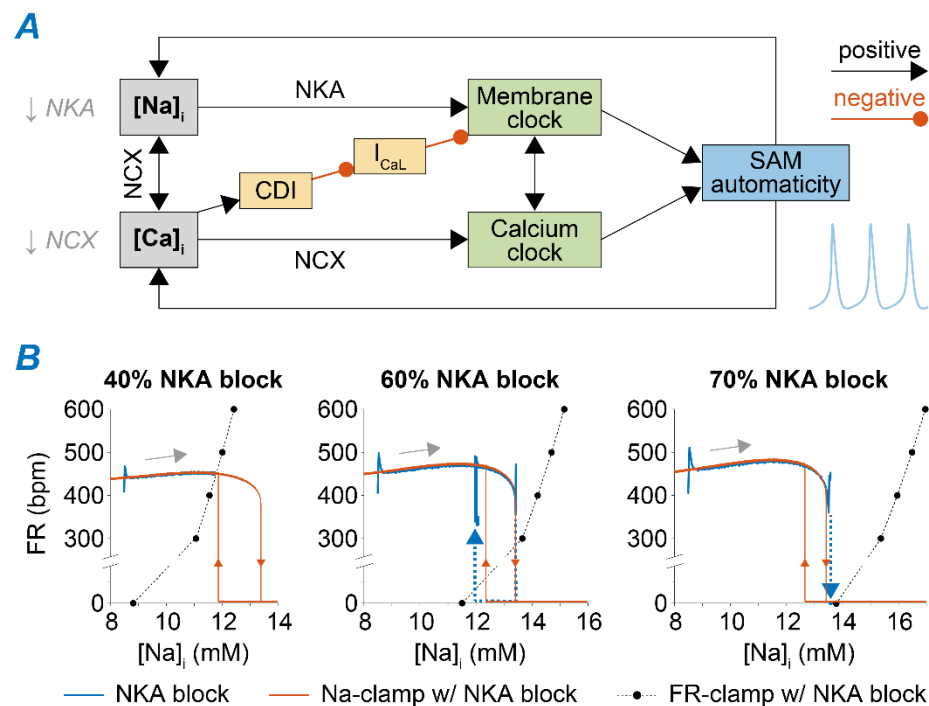 A
positive
negative
↓ NKA
[Na]i
NKA
Membrane
clock
NCX
CDI
ICaL
SAM
automaticity
↓ NCX
[Ca]i
NCX
Calcium
clock
B
40% NKA block
60% NKA block
70% NKA block
FR (bpm)
600
500
400
300
0
8
10
12
14
[Na]i (mM)
600
500
400
300
0
8
10
12
14
16
[Na]i (mM)
600
500
400
300
0
8
10
12
14
16
[Na]i (mM)
NKA block
Na-clamp w/ NKA block
FR-clamp w/ NKA block